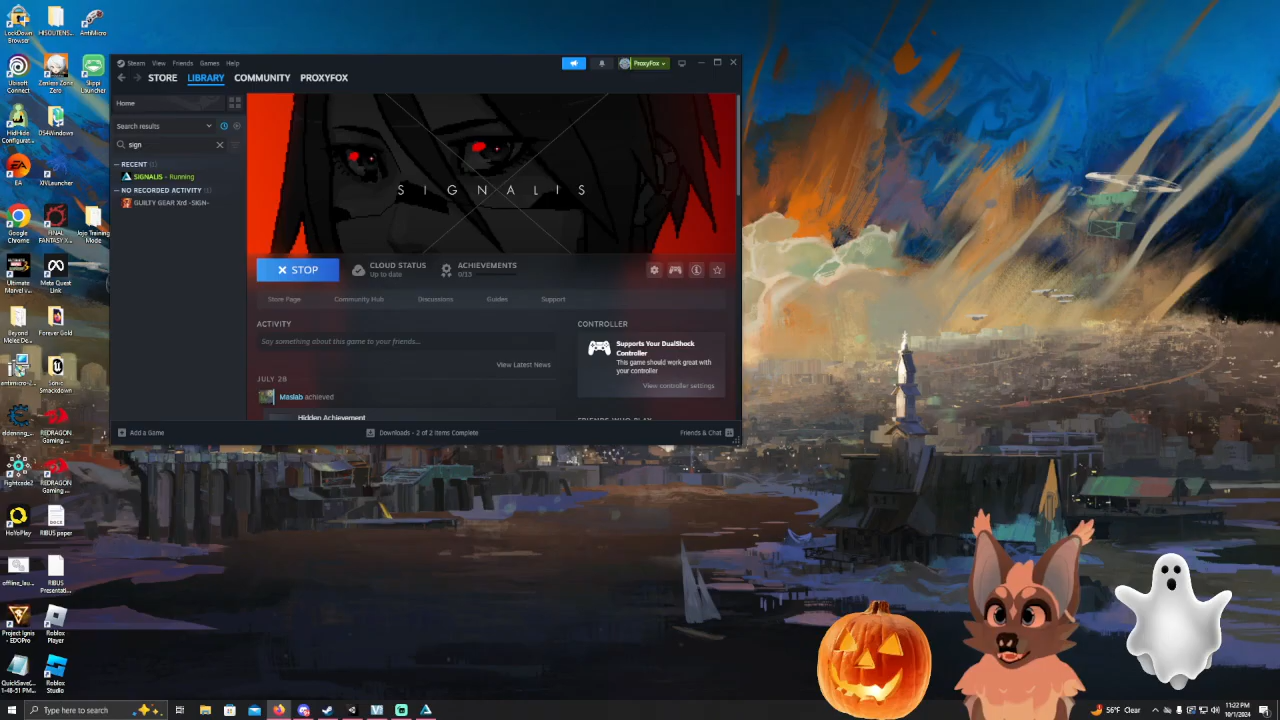 LockDown
Browser
HISOUTENS...
AntiMicro
Ubisoft
Connect
Zenless Zone
Zero
Slippi
Launcher
HidHide
Configurat...
DS4Windows
EA
XIVLauncher
Google
Chrome
FINAL
FANTASY X...
Jojo Training
Mode
Ultimate
Marvel v...
Meta Quest
Link
Beyond
Melee Dec...
Forever Gold
antimicro-2...
Sonic
Smackdown
eldenring_...
REDRAGON
Gaming ...
Fightcade2
REDRAGON
Gaming ...
HoYoPlay
RIBUS paper
offline_lau...
RIBUS
Presentati...
Project Ignis
- EDOPro
Roblox
Player
QuickSave(...
1-48-51 PM...
Roblox
Studio
Steam View Friends Games Help
ProxyFox
STORE LIBRARY COMMUNITY PROXYFOX
Home
Search results
sign
— RECENT (1)
SIGNALIS - Running
— NO RECORDED ACTIVITY (1)
GUILTY GEAR Xrd -SIGN-
SIGNALIS
STOP
CLOUD STATUS
Up to date
ACHIEVEMENTS
0/13
Store Page Community Hub Discussions Guides Support
ACTIVITY
Say something about this game to your friends...
View Latest News
JULY 28
Maslab achieved
Hidden Achievement
CONTROLLER
Supports Your DualShock
Controller
This game should work great with
your controller
View controller settings
Add a Game
Downloads - 2 of 2 Items Complete
Friends & Chat
Type here to search
56°F Clear
11:22 PM
10/1/2024